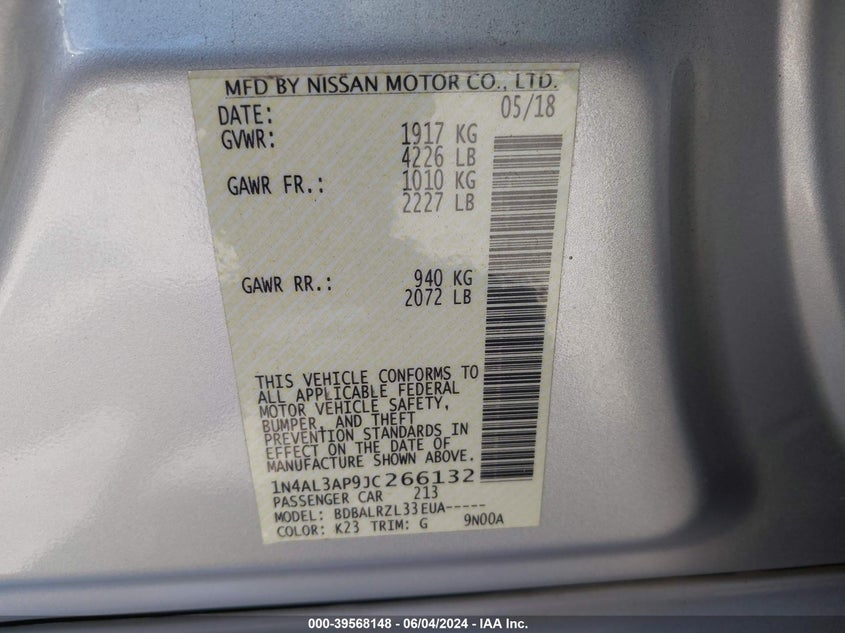 MFD BY NISSAN MOTOR CO., LTD.
DATE: 05/18
GVWR: 1917 KG
4226 LB
GAWR FR.: 1010 KG
2227 LB
GAWR RR.: 940 KG
2072 LB
THIS VEHICLE CONFORMS TO
ALL APPLICABLE FEDERAL
MOTOR VEHICLE SAFETY,
BUMPER, AND THEFT
PREVENTION STANDARDS IN
EFFECT ON THE DATE OF
MANUFACTURE SHOWN ABOVE.
1N4AL3AP9JC266132
PASSENGER CAR 213
MODEL: BDBALRZL33EUA-----
COLOR: K23 TRIM: G 9N00A
000-39568148 - 06/04/2024 - IAA Inc.